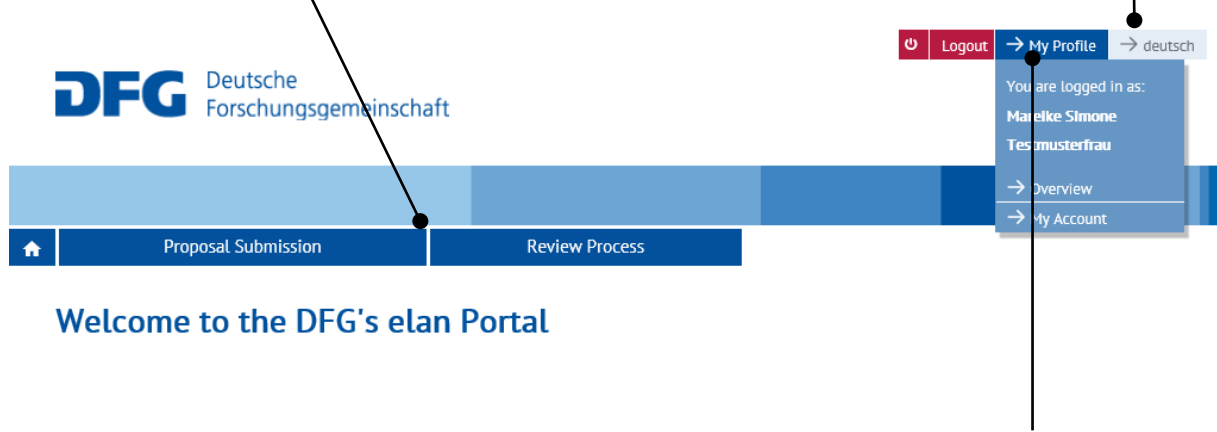 Logout → My Profile → deutsch
DFG Deutsche
Forschungsgemeinschaft
You are logged in as:
Mareike Simone
Testmusterfrau
→ Overview
→ My Account
Proposal Submission Review Process
Welcome to the DFG's elan Portal